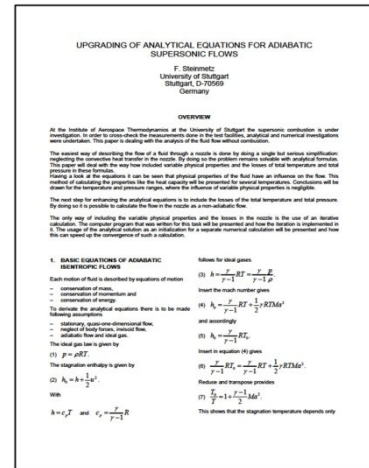 UPGRADING OF ANALYTICAL EQUATIONS FOR ADIABATIC
SUPERSONIC FLOWS
F. Steinmetz
University of Stuttgart
Stuttgart, D-70569
Germany
OVERVIEW
At the Institute of Aerospace Thermodynamics at the University of Stuttgart the supersonic combustion is under
investigation. In order to cross-check the measurements done in the test facilities, analytical and numerical investigations
were undertaken. This paper is dealing with the analysis of the fluid flow without combustion.
The easiest way of describing the flow of a fluid through a nozzle is done by doing a single but serious simplification:
neglecting the convective heat transfer in the nozzle. By doing so the problem remains solvable with analytical formulas.
This paper will deal with the way how included variable physical properties and the losses of total temperature and total
pressure in these formulas.
Having a look at the equations it can be seen that physical properties of the fluid have an influence on the flow. This
method of calculating the properties like the heat capacity will be presented for several temperatures. Conclusions will be
drawn for the temperature and pressure ranges, where the influence of variable physical properties is negligible.
The next step for enhancing the analytical equations is to include the losses of the total temperature and total pressure.
By doing so it is possible to calculate the flow in the nozzle as a non-adiabatic flow.
The only way of including the variable physical properties and the losses in the nozzle is the use of an iterative
calculation. The computer program that was written for this task will be presented and how the iteration is implemented in
it. The usage of the analytical solution as an initialization for a separate numerical calculation will be presented and how
this can speed up the convergence of such a calculation.
1. BASIC EQUATIONS OF ADIABATIC
ISENTROPIC FLOWS
Each motion of fluid is described by equations of motion
– conservation of mass,
– conservation of momentum and
– conservation of energy.
To derivate the analytical equations there is to be made
following assumptions
– stationary, quasi-one-dimensional flow,
– neglect of body forces, inviscid flow,
– adiabatic flow and ideal gas.
The ideal gas law is given by
(1) p = ρRT.
The stagnation enthalpy is given by
(2) h₀ = h + 1/2 u².
With
h = cₚT and cₚ = γ/(γ−1) R
follows for ideal gases
(3) h = γ/(γ−1) RT = γ/(γ−1) p/ρ.
Insert the mach number gives
(4) h₀ = γ/(γ−1) RT + 1/2 γRTMa²
and accordingly
(5) h₀ = γ/(γ−1) RT₀.
Insert in equation (4) gives
(6) γ/(γ−1) RT₀ = γ/(γ−1) RT + 1/2 γRTMa².
Reduce and transpose provides
(7) T₀/T = 1 + (γ−1)/2 Ma².
This shows that the stagnation temperature depends only